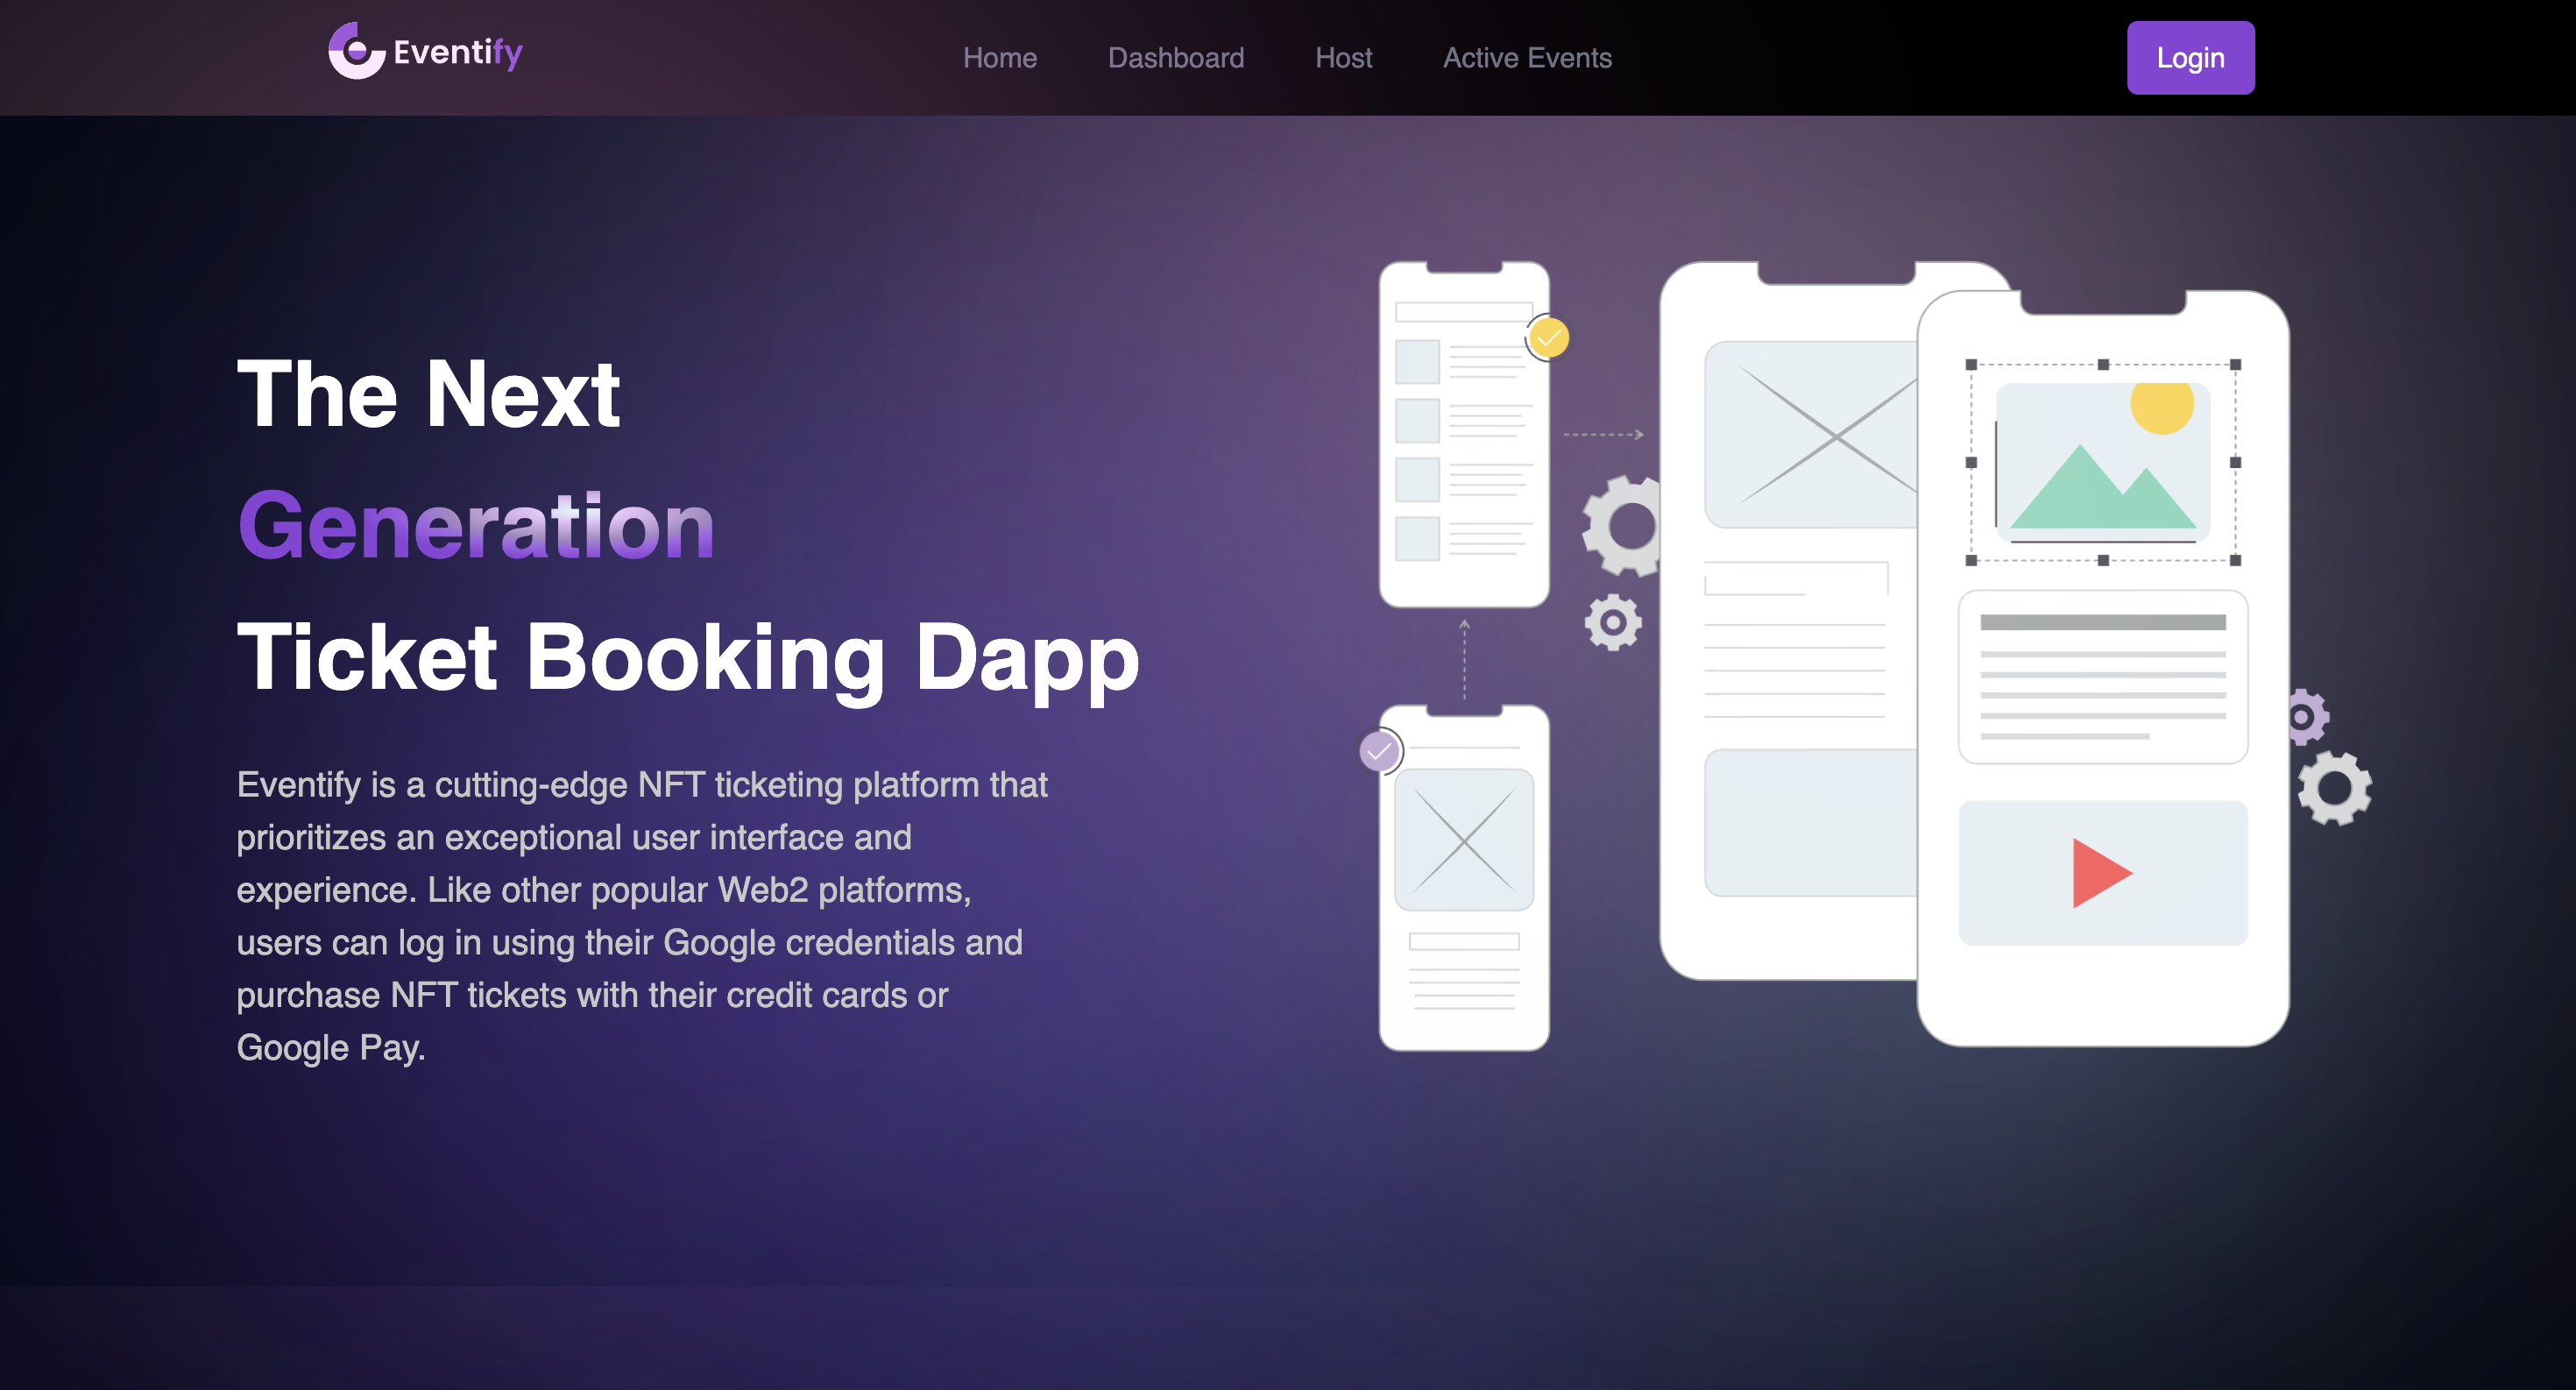 Eventify
Home Dashboard Host Active Events
Login
The Next
Generation
Ticket Booking Dapp
Eventify is a cutting-edge NFT ticketing platform that
prioritizes an exceptional user interface and
experience. Like other popular Web2 platforms,
users can log in using their Google credentials and
purchase NFT tickets with their credit cards or
Google Pay.